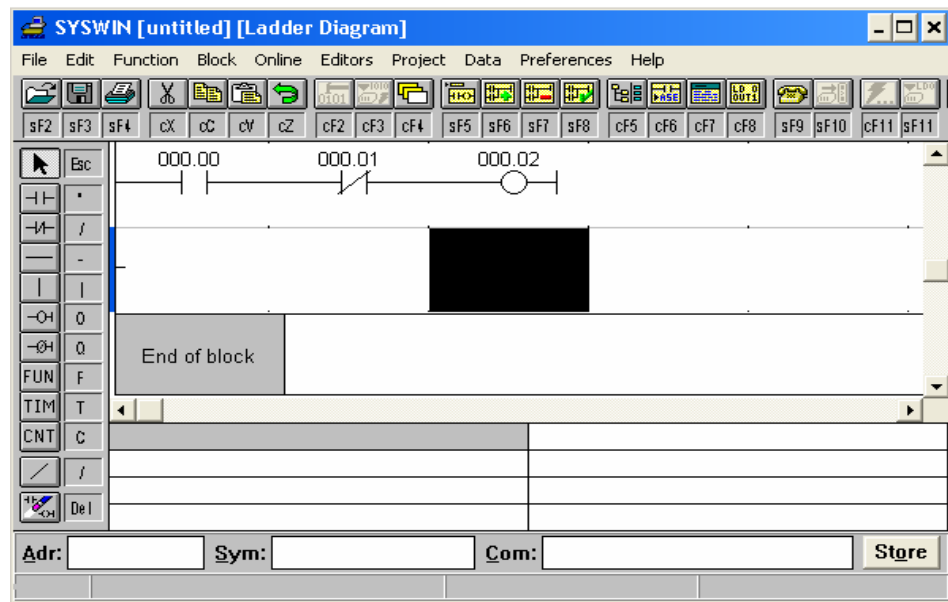 SYSWIN [untitled] [Ladder Diagram]
File Edit Function Block Online Editors Project Data Preferences Help
sF2 sF3 sF4 cX cC cV cZ cF2 cF3 cF4 sF5 sF6 sF7 sF8 cF5 cF6 cF7 cF8 sF9 sF10 cF11 sF11
Esc
"
/
-
|
O
Q
FUN F
TIM T
CNT C
/
Del
000.00 000.01 000.02
End of block
Adr: Sym: Com: Store